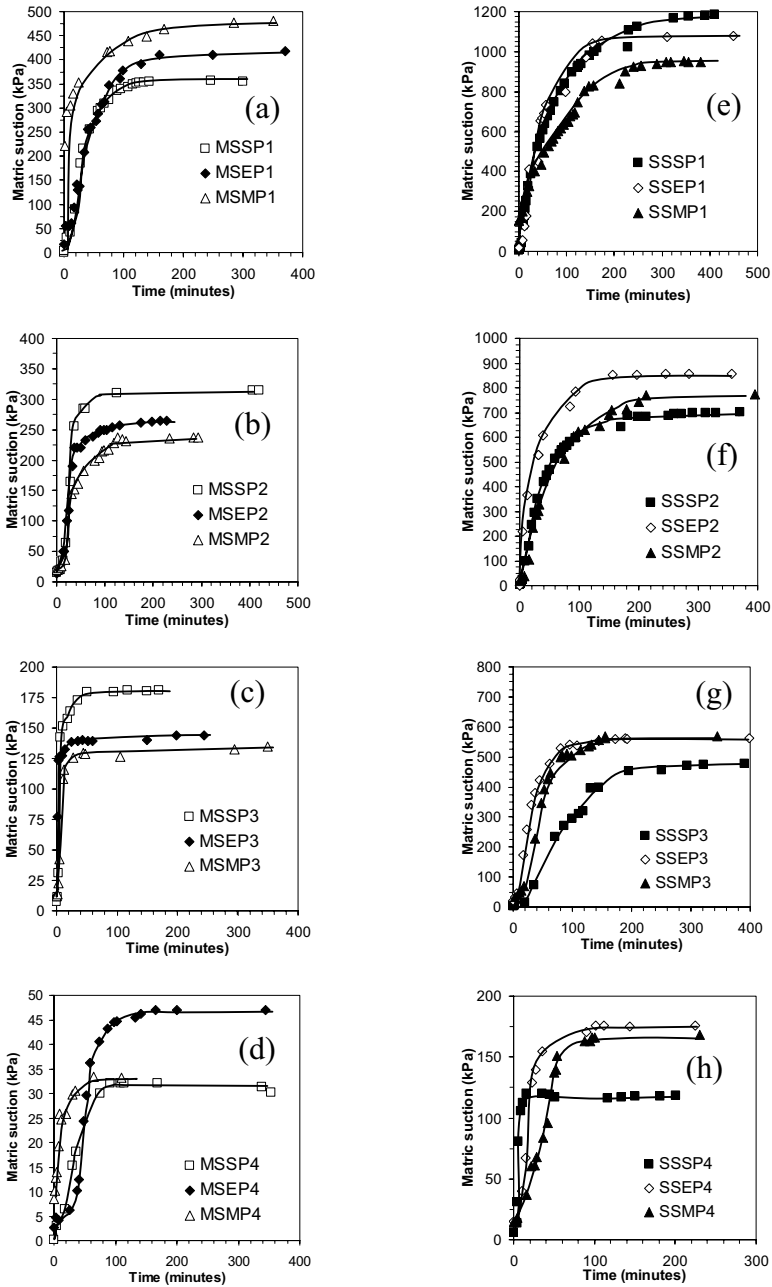 500
450
400
350
300
250
200
150
100
50
0
Matric suction (kPa)
(a)
MSSP1
MSEP1
MSMP1
0 100 200 300 400
Time (minutes)
1200
1000
800
600
400
200
0
Matric suction (kPa)
(e)
SSSP1
SSEP1
SSMP1
0 100 200 300 400 500
Time (minutes)
400
350
300
250
200
150
100
50
0
Matric suction (kPa)
(b)
MSSP2
MSEP2
MSMP2
0 100 200 300 400 500
Time (minutes)
1000
900
800
700
600
500
400
300
200
100
0
Matric suction (kPa)
(f)
SSSP2
SSEP2
SSMP2
0 100 200 300 400
Time (minutes)
200
175
150
125
100
75
50
25
0
Matric suction (kPa)
(c)
MSSP3
MSEP3
MSMP3
0 100 200 300 400
Time (minutes)
800
700
600
500
400
300
200
100
0
Matric suction (kPa)
(g)
SSSP3
SSEP3
SSMP3
0 100 200 300 400
Time (minutes)
50
45
40
35
30
25
20
15
10
5
0
Matric suction (kPa)
(d)
MSSP4
MSEP4
MSMP4
0 100 200 300 400
Time (minutes)
200
150
100
50
0
Matric suction (kPa)
(h)
SSSP4
SSEP4
SSMP4
0 100 200 300
Time (minutes)